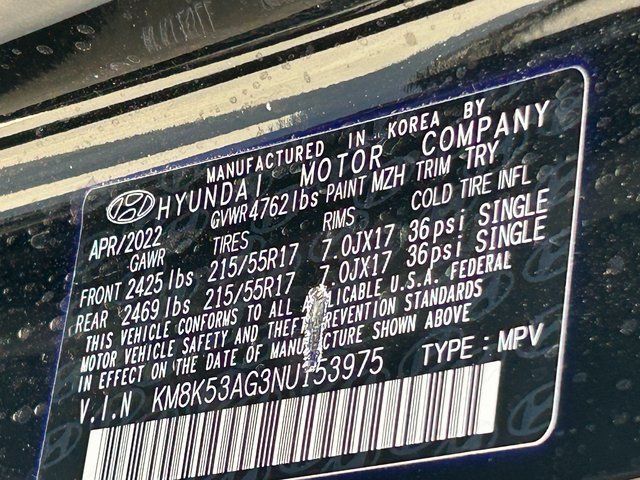 MANUFACTURED IN KOREA BY
HYUNDAI MOTOR COMPANY
APR/2022 GVWR 4762 lbs PAINT MZH TRIM TRY
GAWR TIRES RIMS COLD TIRE INFL
FRONT 2425 lbs 215/55R17 7.0JX17 36psi SINGLE
REAR 2469 lbs 215/55R17 7.0JX17 36psi SINGLE
THIS VEHICLE CONFORMS TO ALL PLICABLE U.S.A. FEDERAL
MOTOR VEHICLE SAFETY AND THEFT PREVENTION STANDARDS
IN EFFECT ON THE DATE OF MANUFACTURE SHOWN ABOVE
V.I.N KM8K53AG3NU153975 TYPE: MPV